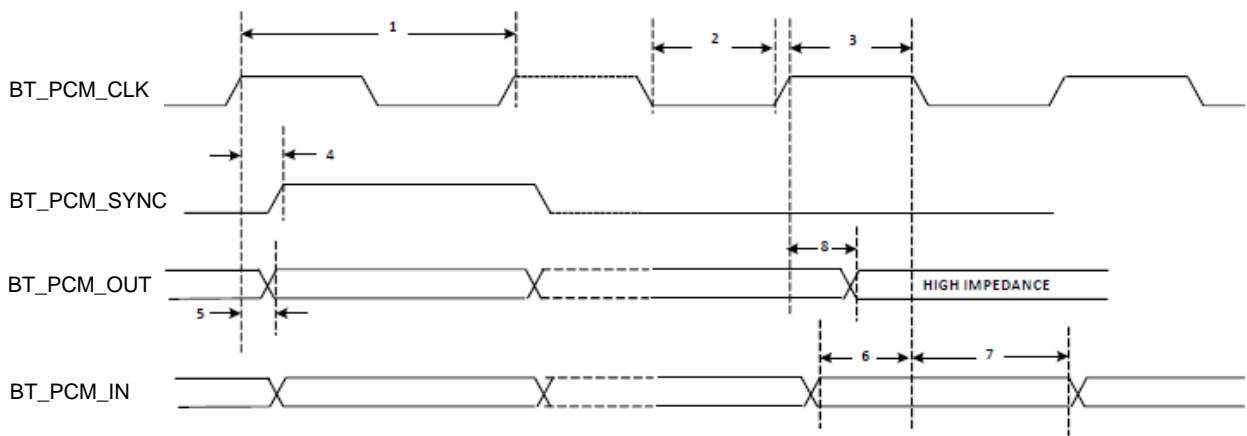 1
2
3
BT_PCM_CLK
4
BT_PCM_SYNC
8
BT_PCM_OUT
HIGH IMPEDANCE
5
6
7
BT_PCM_IN